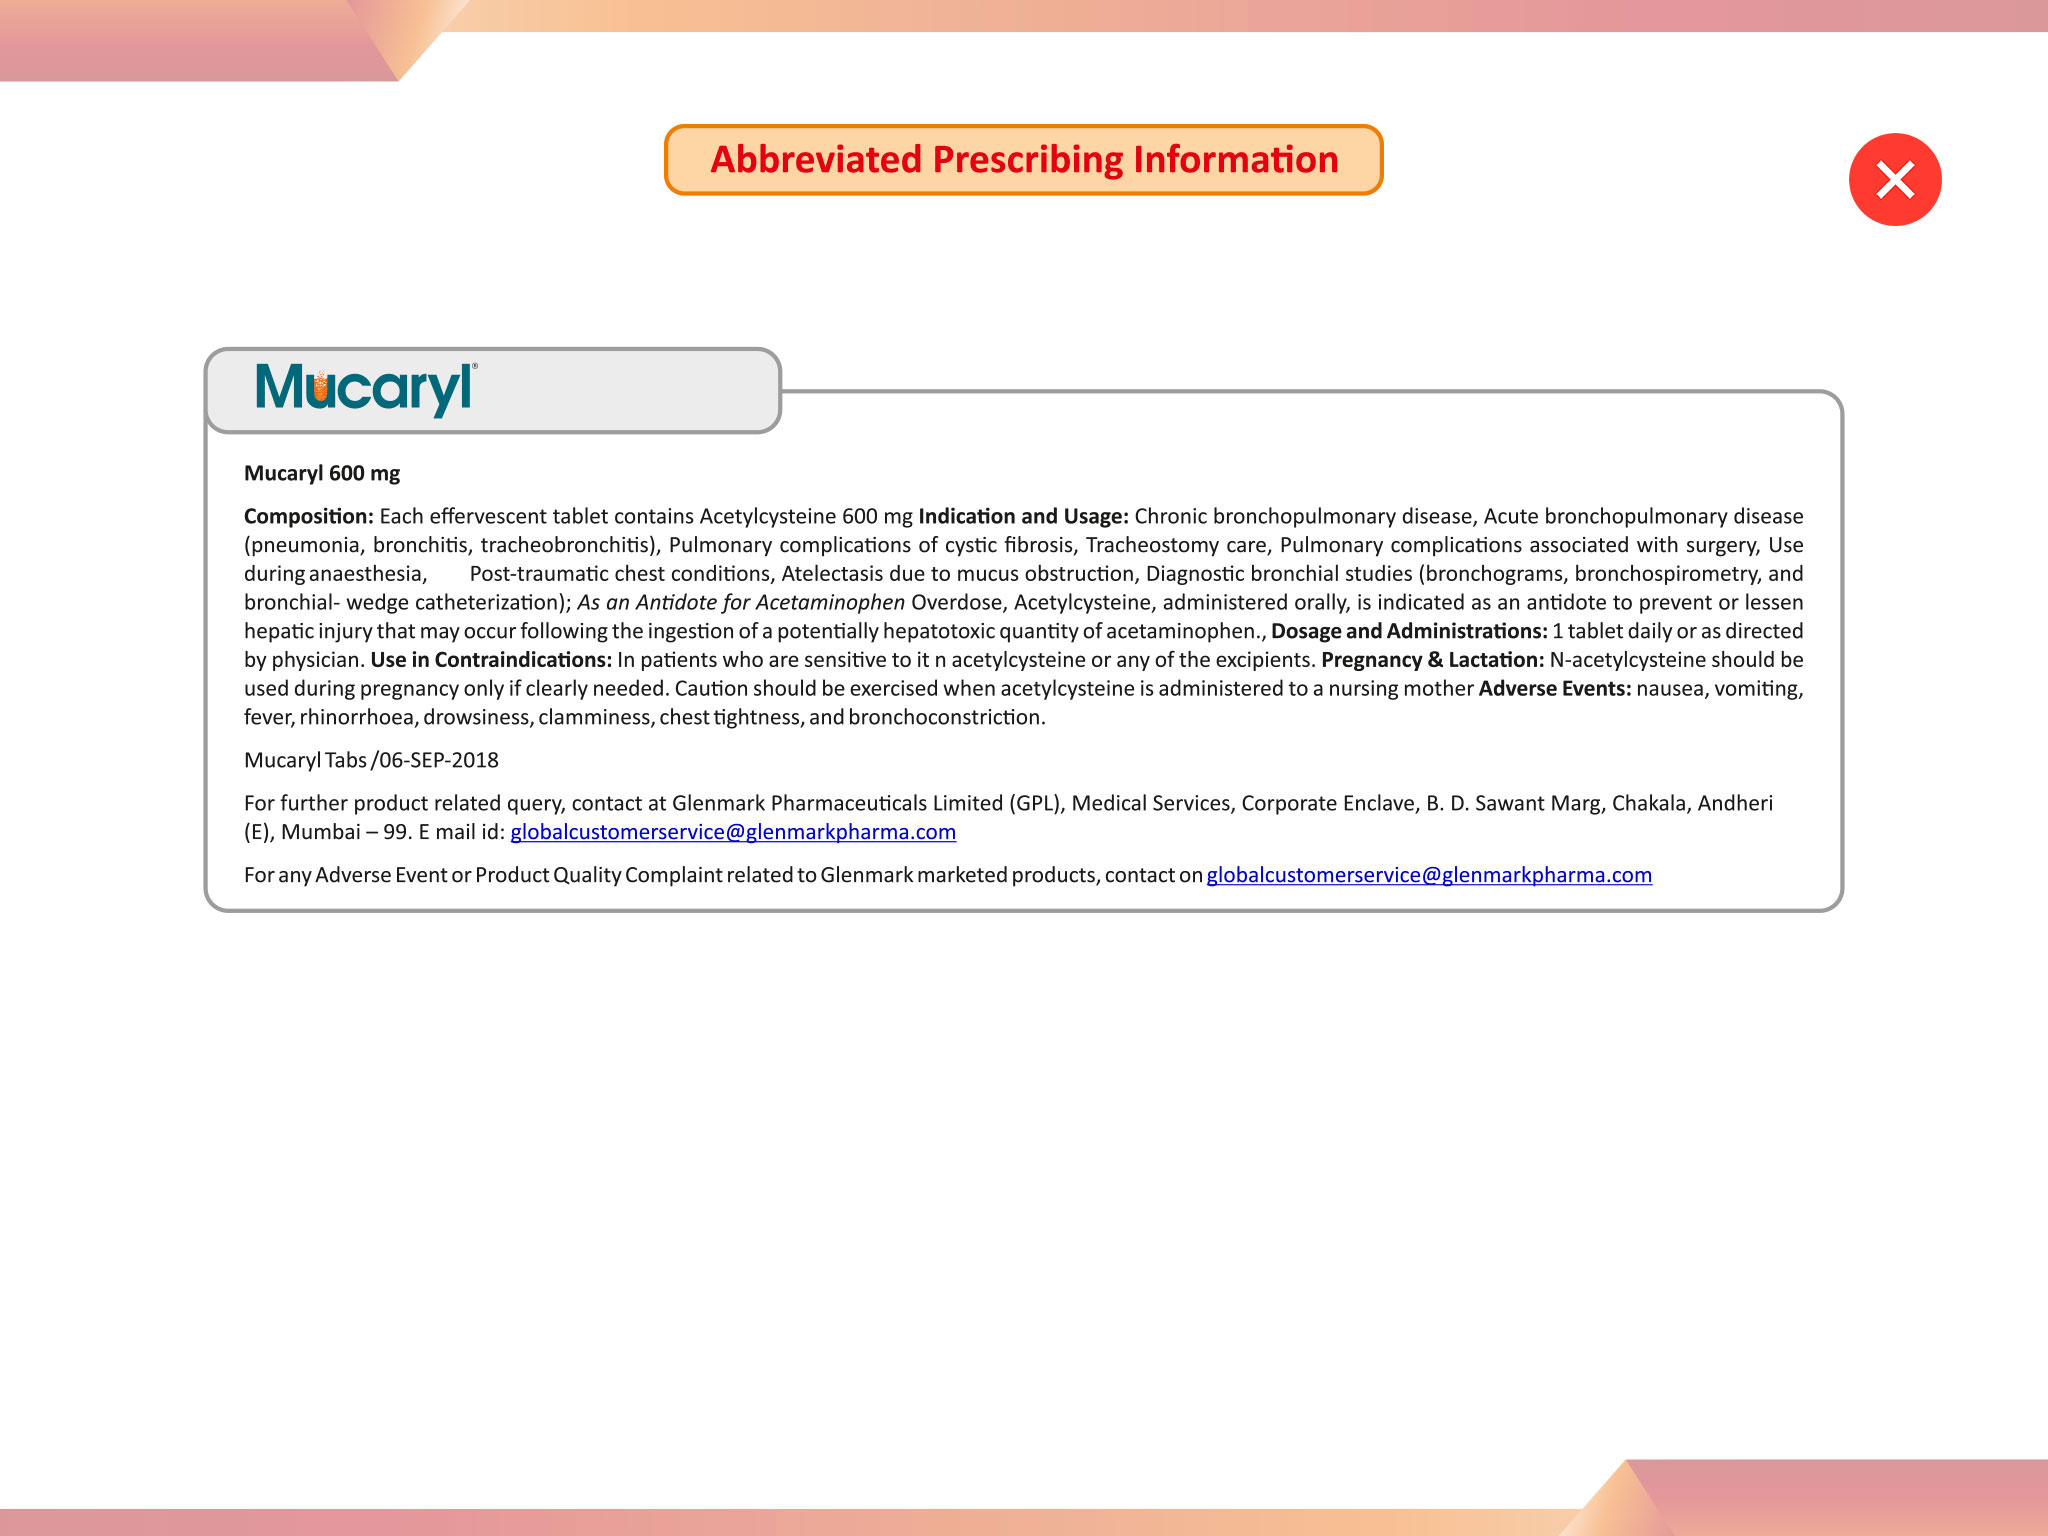 Abbreviated Prescribing Information
Mucaryl®
Mucaryl 600 mg
Composition: Each effervescent tablet contains Acetylcysteine 600 mg Indication and Usage: Chronic bronchopulmonary disease, Acute bronchopulmonary disease
(pneumonia, bronchitis, tracheobronchitis), Pulmonary complications of cystic fibrosis, Tracheostomy care, Pulmonary complications associated with surgery, Use
during anaesthesia, Post-traumatic chest conditions, Atelectasis due to mucus obstruction, Diagnostic bronchial studies (bronchograms, bronchospirometry, and
bronchial- wedge catheterization); As an Antidote for Acetaminophen Overdose, Acetylcysteine, administered orally, is indicated as an antidote to prevent or lessen
hepatic injury that may occur following the ingestion of a potentially hepatotoxic quantity of acetaminophen., Dosage and Administrations: 1 tablet daily or as directed
by physician. Use in Contraindications: In patients who are sensitive to it n acetylcysteine or any of the excipients. Pregnancy & Lactation: N-acetylcysteine should be
used during pregnancy only if clearly needed. Caution should be exercised when acetylcysteine is administered to a nursing mother Adverse Events: nausea, vomiting,
fever, rhinorrhoea, drowsiness, clamminess, chest tightness, and bronchoconstriction.
Mucaryl Tabs /06-SEP-2018
For further product related query, contact at Glenmark Pharmaceuticals Limited (GPL), Medical Services, Corporate Enclave, B. D. Sawant Marg, Chakala, Andheri
(E), Mumbai – 99. E mail id: globalcustomerservice@glenmarkpharma.com
For any Adverse Event or Product Quality Complaint related to Glenmark marketed products, contact on globalcustomerservice@glenmarkpharma.com